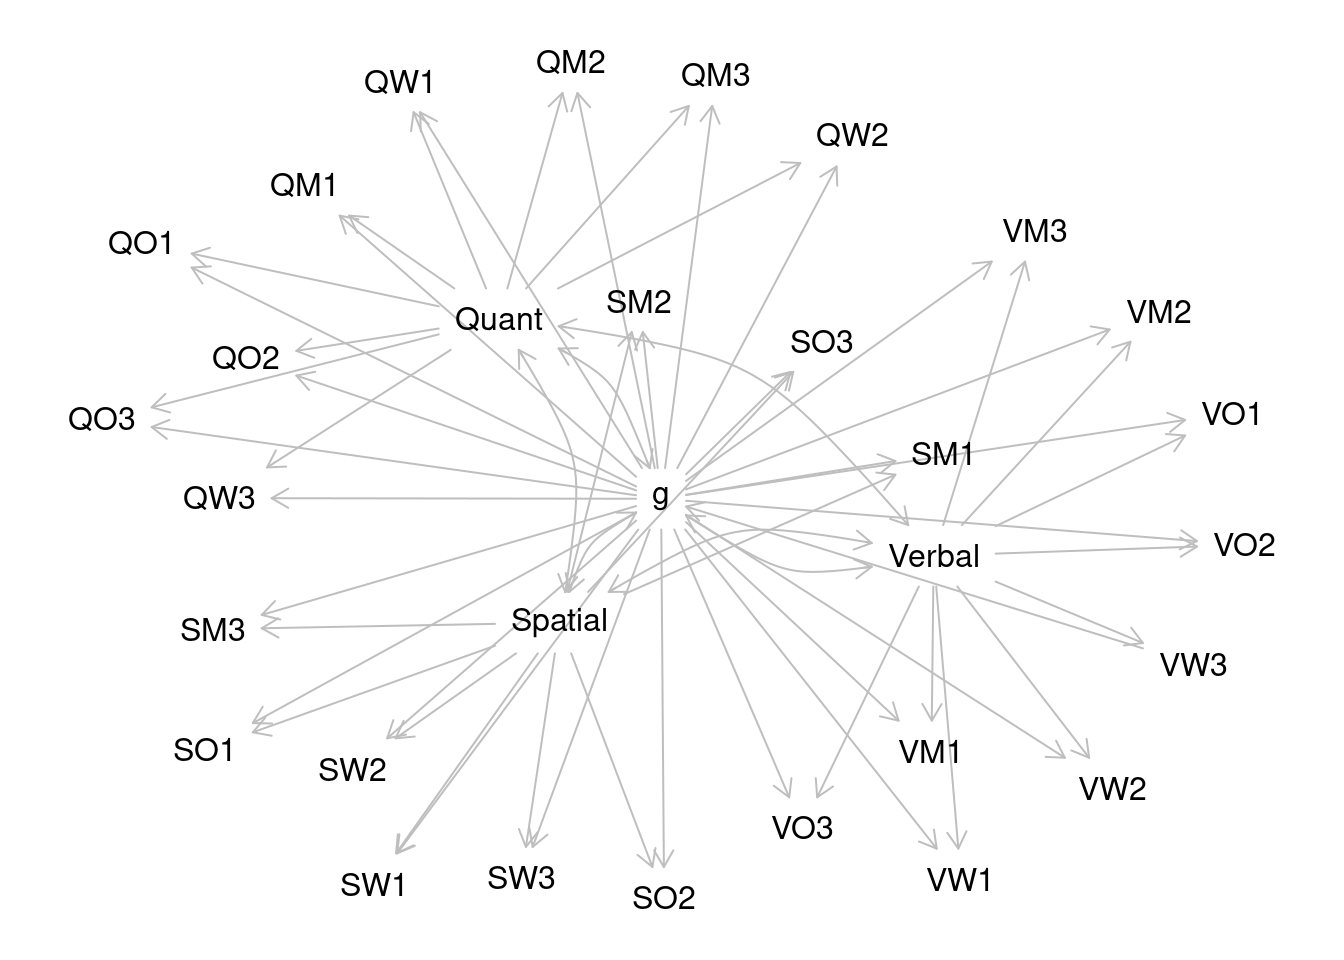 QM2
QM3
QW1
QW2
QM1
VM3
QO1
SM2
VM2
Quant
SO3
QO2
VO1
QO3
SM1
g
QW3
VO2
Verbal
Spatial
SM3
VW3
SO1
VM1
SW2
VW2
VO3
SW3
VW1
SW1
SO2